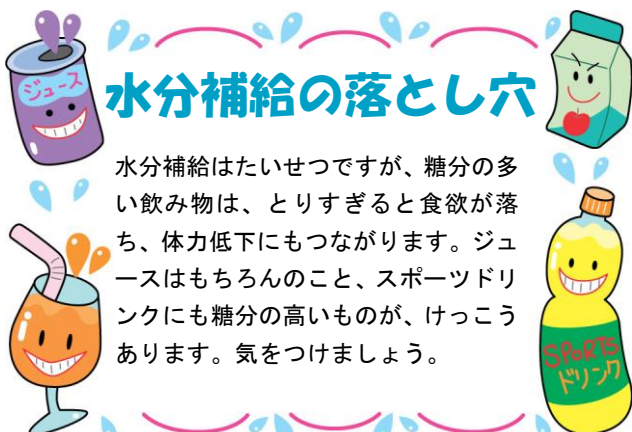 ジュース
水分補給の落とし穴
水分補給はたいせつですが、糖分の多
い飲み物は、とりすぎると食欲が落
ち、体力低下にもつながります。ジュ
ースはもちろんのこと、スポーツドリ
ンクにも糖分の高いものが、けっこう
あります。気をつけましょう。
SPORTS
ドリンク